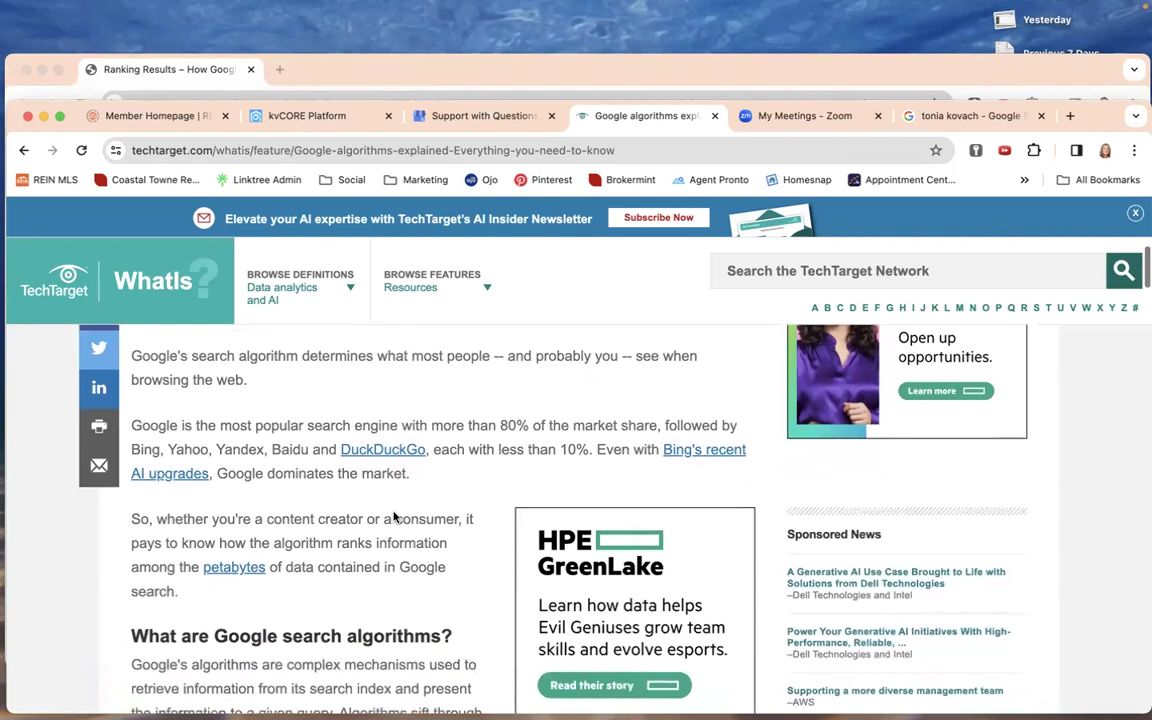 Yesterday
Previous 7 Days
Ranking Results – How Goog
Member Homepage | R
kvCORE Platform
Support with Questions
Google algorithms expl
My Meetings - Zoom
tonia kovach - Google S
techtarget.com/whatis/feature/Google-algorithms-explained-Everything-you-need-to-know
REIN MLS
Coastal Towne Re...
Linktree Admin
Social
Marketing
Ojo
Pinterest
Brokermint
Agent Pronto
Homesnap
Appointment Cent...
»
All Bookmarks
Elevate your AI expertise with TechTarget's AI Insider Newsletter
Subscribe Now
TechTarget
WhatIs?
BROWSE DEFINITIONS
Data analytics
and AI
BROWSE FEATURES
Resources
Search the TechTarget Network
A B C D E F G H I J K L M N O P Q R S T U V W X Y Z #
Google's search algorithm determines what most people -- and probably you -- see when
browsing the web.
Google is the most popular search engine with more than 80% of the market share, followed by
Bing, Yahoo, Yandex, Baidu and DuckDuckGo, each with less than 10%. Even with Bing's recent
AI upgrades, Google dominates the market.
So, whether you're a content creator or a consumer, it
pays to know how the algorithm ranks information
among the petabytes of data contained in Google
search.
What are Google search algorithms?
Google's algorithms are complex mechanisms used to
retrieve information from its search index and present
the information to a given query. Algorithms sift through
HPE
GreenLake
Learn how data helps
Evil Geniuses grow team
skills and evolve esports.
Read their story
Open up
opportunities.
Learn more
Sponsored News
A Generative AI Use Case Brought to Life with
Solutions from Dell Technologies
–Dell Technologies and Intel
Power Your Generative AI Initiatives With High-
Performance, Reliable, ...
–Dell Technologies and Intel
Supporting a more diverse management team
–AWS